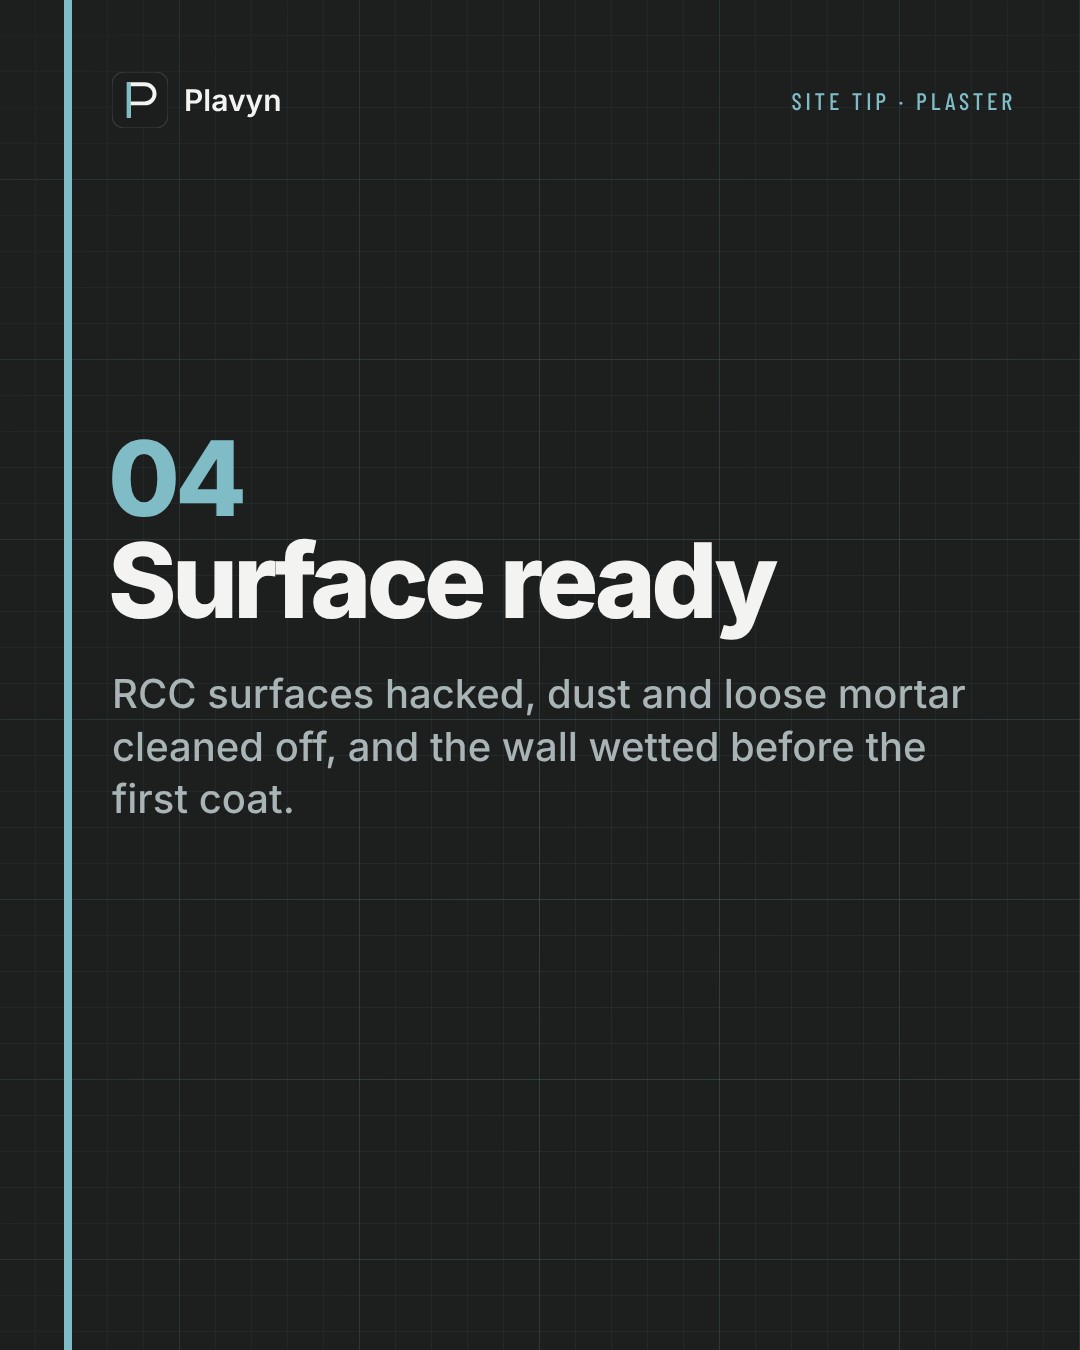 Plavyn
SITE TIP · PLASTER
04
Surface ready
RCC surfaces hacked, dust and loose mortar
cleaned off, and the wall wetted before the
first coat.